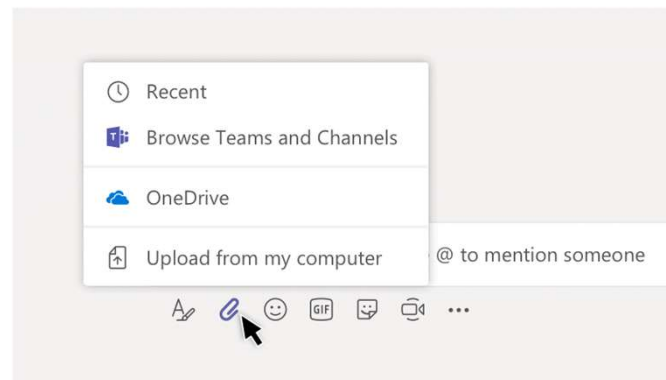 Recent
Browse Teams and Channels
OneDrive
Upload from my computer
@ to mention someone
GIF